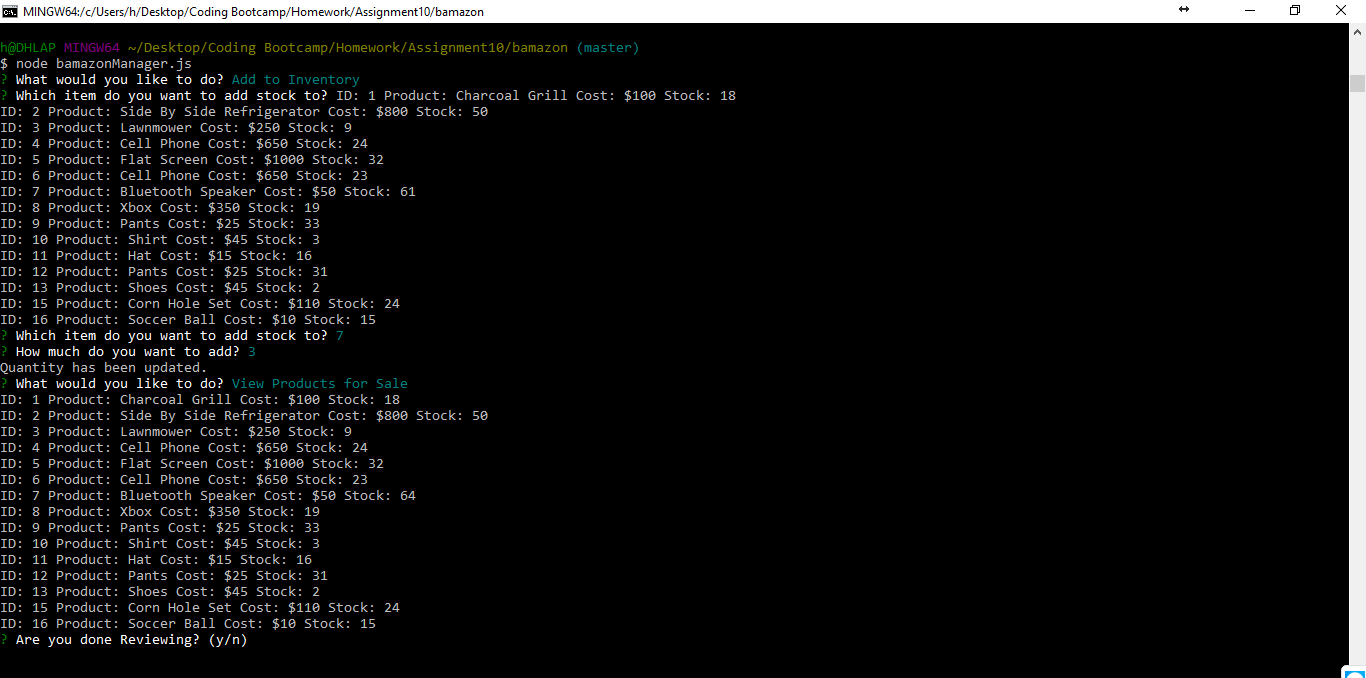 MINGW64:/c/Users/h/Desktop/Coding Bootcamp/Homework/Assignment10/bamazon
h@DHLAP MINGW64 ~/Desktop/Coding Bootcamp/Homework/Assignment10/bamazon (master)
$ node bamazonManager.js
? What would you like to do? Add to Inventory
? Which item do you want to add stock to? ID: 1 Product: Charcoal Grill Cost: $100 Stock: 18
ID: 2 Product: Side By Side Refrigerator Cost: $800 Stock: 50
ID: 3 Product: Lawnmower Cost: $250 Stock: 9
ID: 4 Product: Cell Phone Cost: $650 Stock: 24
ID: 5 Product: Flat Screen Cost: $1000 Stock: 32
ID: 6 Product: Cell Phone Cost: $650 Stock: 23
ID: 7 Product: Bluetooth Speaker Cost: $50 Stock: 61
ID: 8 Product: Xbox Cost: $350 Stock: 19
ID: 9 Product: Pants Cost: $25 Stock: 33
ID: 10 Product: Shirt Cost: $45 Stock: 3
ID: 11 Product: Hat Cost: $15 Stock: 16
ID: 12 Product: Pants Cost: $25 Stock: 31
ID: 13 Product: Shoes Cost: $45 Stock: 2
ID: 15 Product: Corn Hole Set Cost: $110 Stock: 24
ID: 16 Product: Soccer Ball Cost: $10 Stock: 15
? Which item do you want to add stock to? 7
? How much do you want to add? 3
Quantity has been updated.
? What would you like to do? View Products for Sale
ID: 1 Product: Charcoal Grill Cost: $100 Stock: 18
ID: 2 Product: Side By Side Refrigerator Cost: $800 Stock: 50
ID: 3 Product: Lawnmower Cost: $250 Stock: 9
ID: 4 Product: Cell Phone Cost: $650 Stock: 24
ID: 5 Product: Flat Screen Cost: $1000 Stock: 32
ID: 6 Product: Cell Phone Cost: $650 Stock: 23
ID: 7 Product: Bluetooth Speaker Cost: $50 Stock: 64
ID: 8 Product: Xbox Cost: $350 Stock: 19
ID: 9 Product: Pants Cost: $25 Stock: 33
ID: 10 Product: Shirt Cost: $45 Stock: 3
ID: 11 Product: Hat Cost: $15 Stock: 16
ID: 12 Product: Pants Cost: $25 Stock: 31
ID: 13 Product: Shoes Cost: $45 Stock: 2
ID: 15 Product: Corn Hole Set Cost: $110 Stock: 24
ID: 16 Product: Soccer Ball Cost: $10 Stock: 15
? Are you done Reviewing? (y/n)